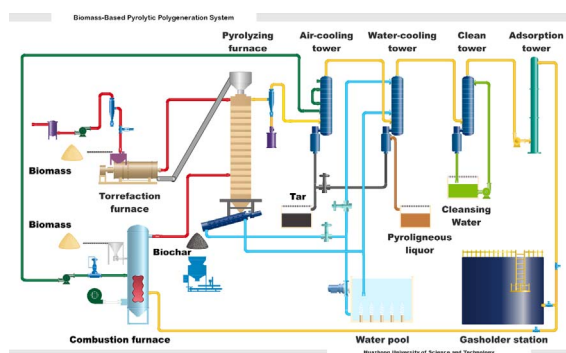 Biomass-Based Pyrolytic Polygeneration System
Pyrolyzing
furnace
Air-cooling
tower
Water-cooling
tower
Clean
tower
Adsorption
tower
Biomass
Torrefaction
furnace
Tar
Cleansing
Water
Biomass
Biochar
Pyroligneous
liquor
Combustion furnace
Water pool
Gasholder station
Huazhong University of Science and Technology